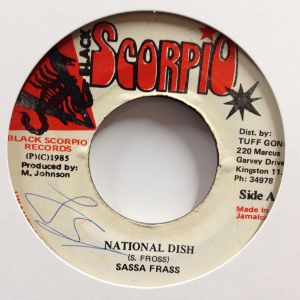 BLACK
SCORPIO
BLACK SCORPIO
RECORDS
(P)(C)1985
Produced by:
M. Johnson
Dist. by:
TUFF GONG
220 Marcus
Garvey Drive
Kingston 11.
Ph: 34978
Side A
Made in
Jamaica
NATIONAL DISH
(S. FROSS)
SASSA FRASS